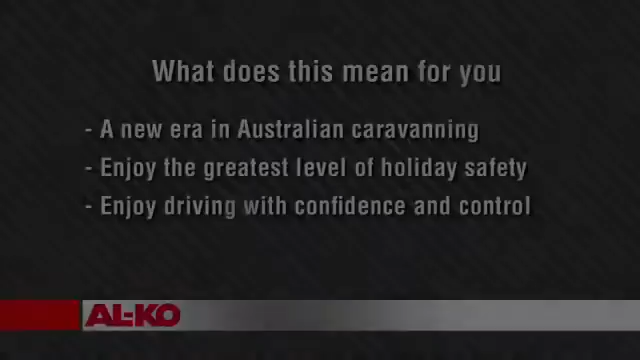 What does this mean for you
- A new era in Australian caravanning
- Enjoy the greatest level of holiday safety
- Enjoy driving with confidence and control
AL-KO